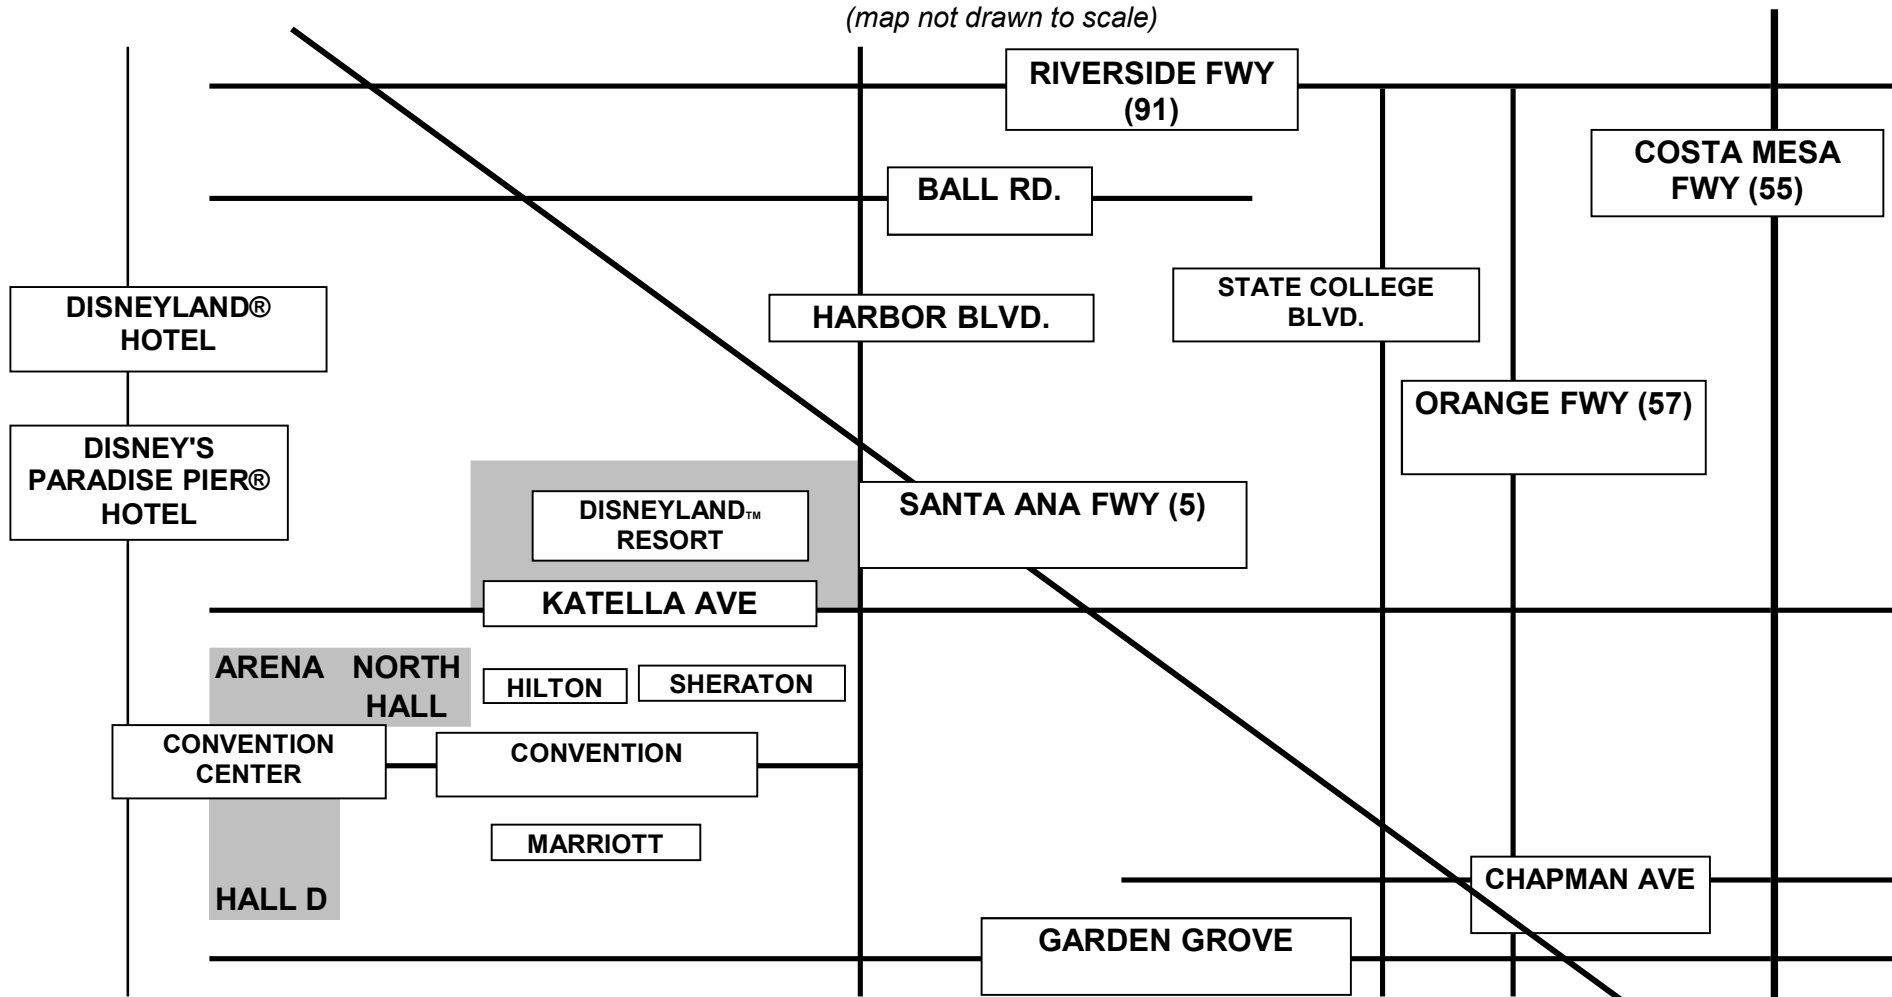 (map not drawn to scale)
RIVERSIDE FWY
(91)
COSTA MESA
FWY (55)
BALL RD.
STATE COLLEGE
BLVD.
DISNEYLAND®
HOTEL
HARBOR BLVD.
ORANGE FWY (57)
DISNEY'S
PARADISE PIER®
HOTEL
DISNEYLAND™
RESORT
SANTA ANA FWY (5)
KATELLA AVE
ARENA NORTH
HALL
HILTON
SHERATON
CONVENTION
CENTER
CONVENTION
MARRIOTT
CHAPMAN AVE
HALL D
GARDEN GROVE